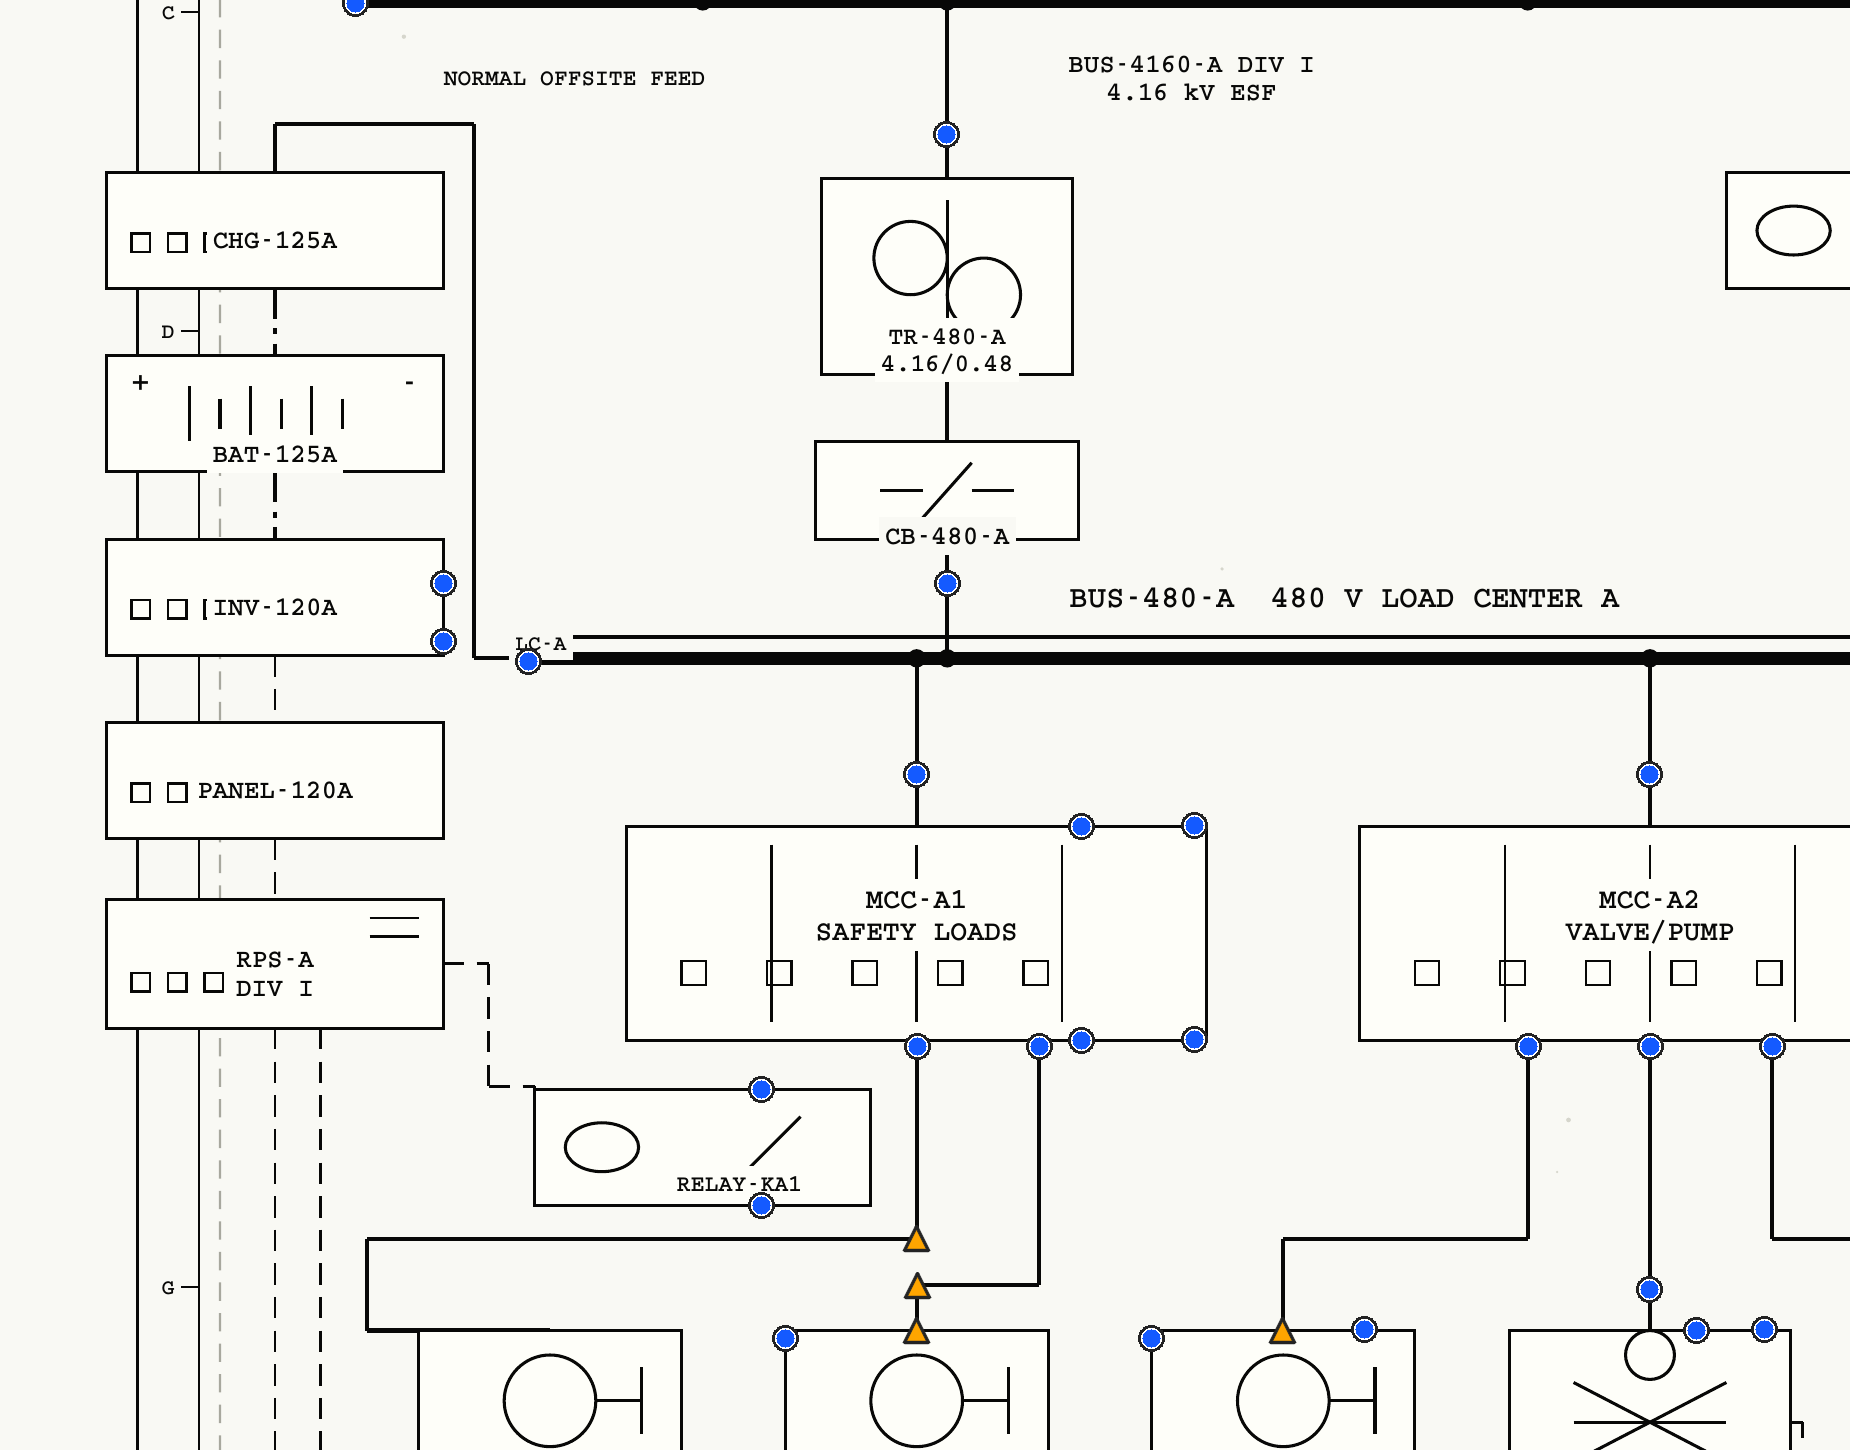 C
NORMAL OFFSITE FEED
BUS-4160-A DIV I
4.16 kV ESF
CHG-125A
TR-480-A
4.16/0.48
D
+ -
BAT-125A
CB-480-A
INV-120A
BUS-480-A 480 V LOAD CENTER A
LC-A
PANEL-120A
MCC-A1
SAFETY LOADS
MCC-A2
VALVE/PUMP
RPS-A
DIV I
RELAY-KA1
G